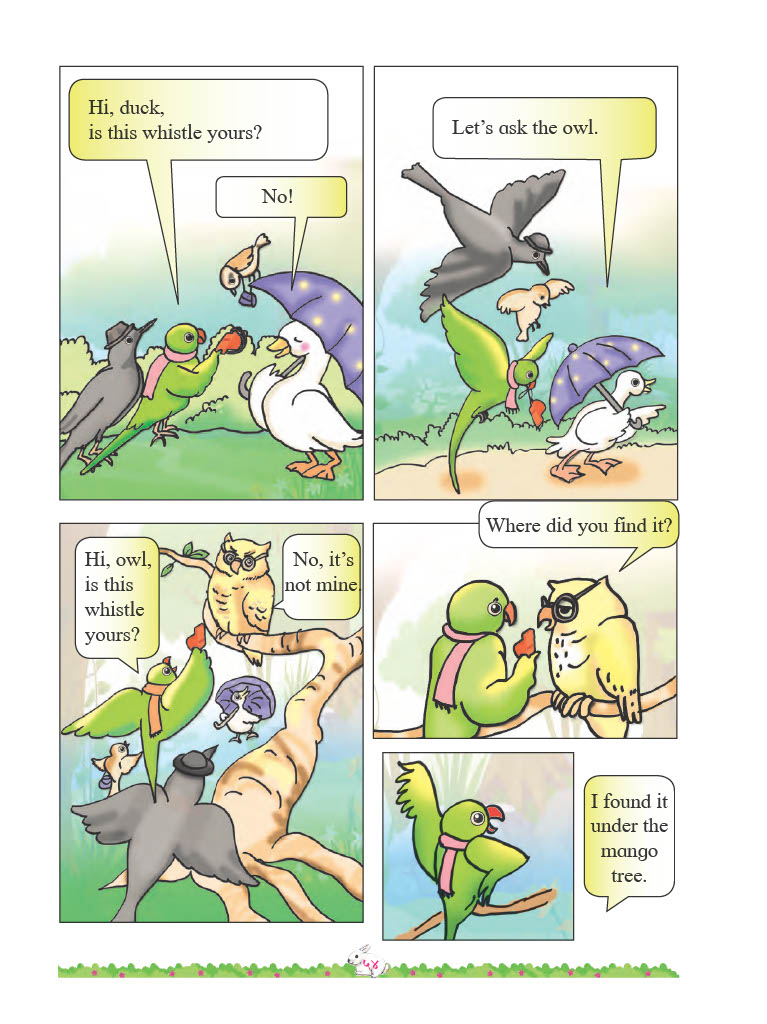 Hi, duck,
is this whistle yours?
No!
Let's ask the owl.
Hi, owl,
is this
whistle
yours?
No, it's
not mine.
Where did you find it?
I found it
under the
mango
tree.